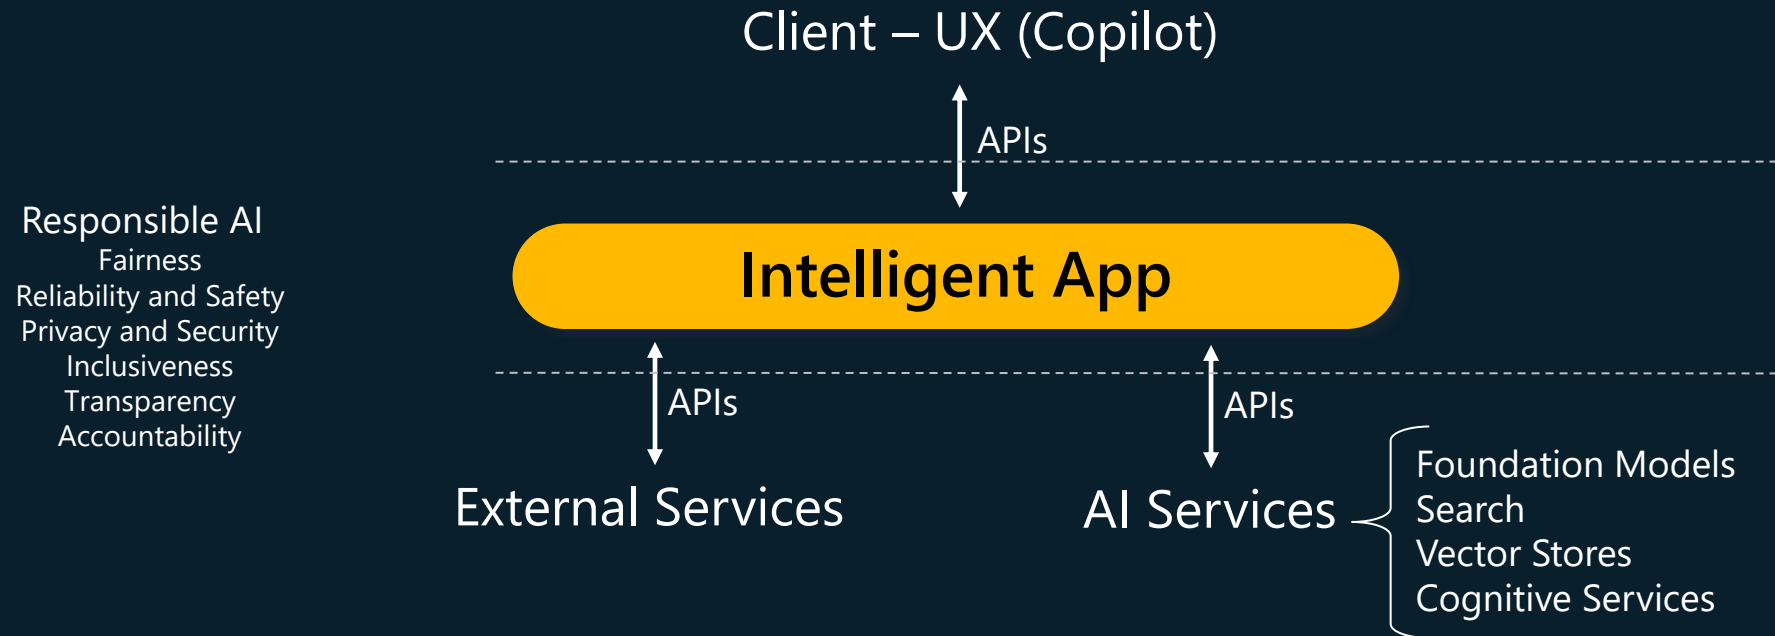 Client – UX (Copilot)
APIs
Responsible AI
Fairness
Reliability and Safety
Privacy and Security
Inclusiveness
Transparency
Accountability
Intelligent App
APIs
APIs
External Services
AI Services
Foundation Models
Search
Vector Stores
Cognitive Services